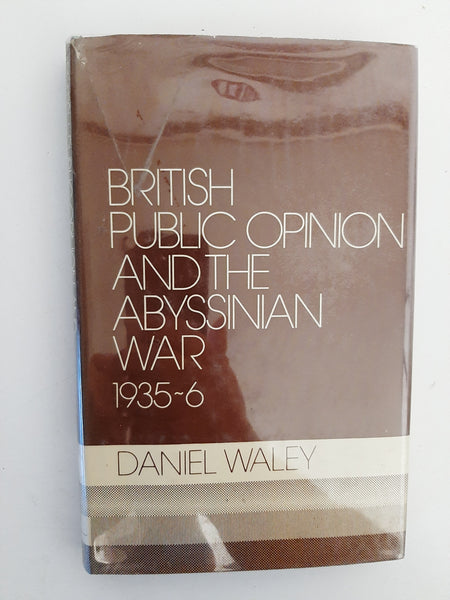 BRITISH
PUBLIC OPINION
AND THE
ABYSSINIAN
WAR
1935~6
DANIEL WALEY